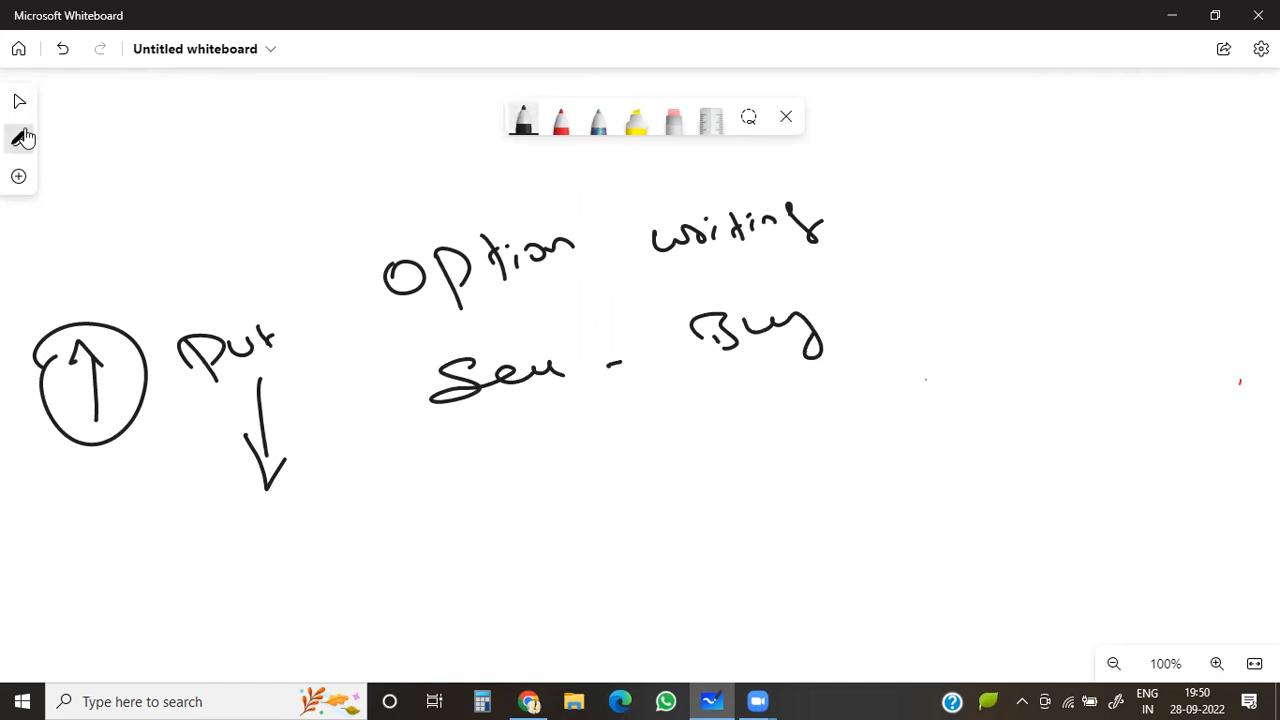 Microsoft Whiteboard
Untitled whiteboard
option writing
Put
Sell - Buy
100%
Type here to search
ENG
IN
19:50
28-09-2022